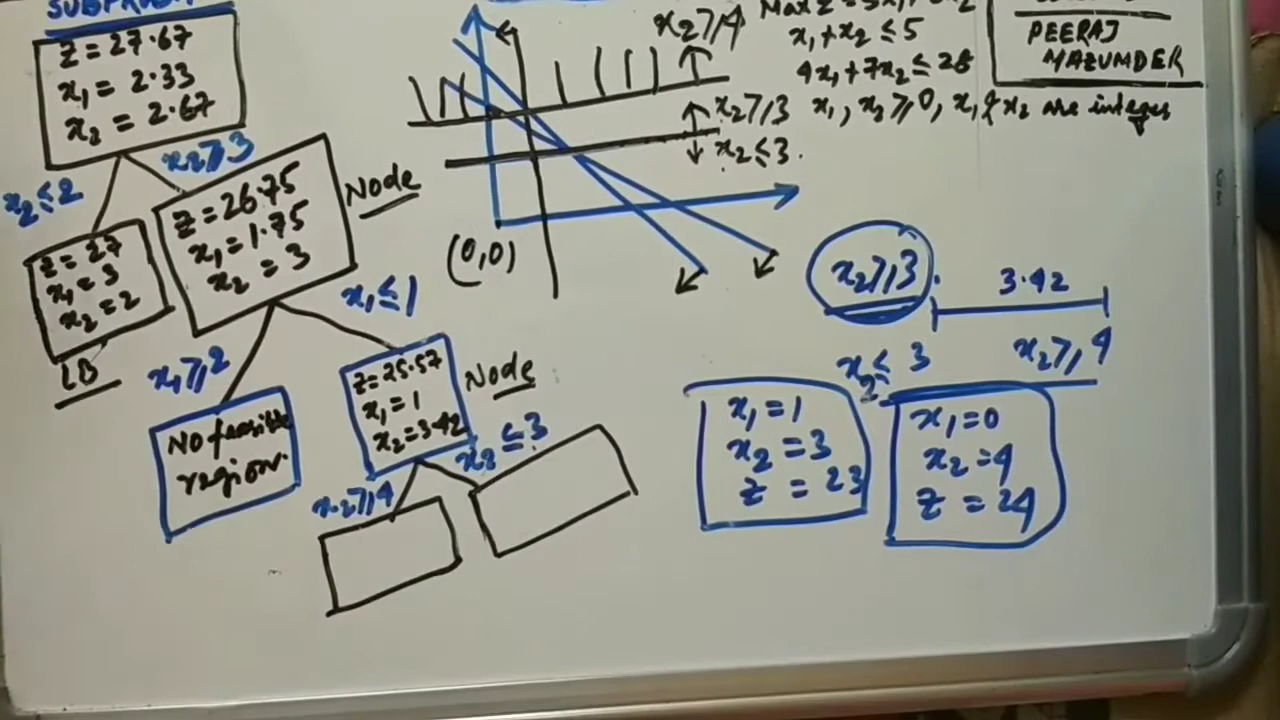 SUBPROBL
Z = 27.67
x₁ = 2.33
x₂ = 2.67
x₂ ≤ 2
x₂ ≥ 3
Z = 27
x₁ = 3
x₂ = 2
LB
Z = 26.75
x₁ = 1.75
x₂ = 3
Node
x₁ ≥ 2
x₁ ≤ 1
No feasible
region.
Z = 25.57
x₁ = 1
x₂ = 3.42
Node
x₂ ≥ 4
x₂ ≤ 3
x₂ ≥ 4
x₂ ≥ 3
x₂ ≤ 3.
(0,0)
Max Z
x₁ + x₂ ≤ 5
4x₁ + 7x₂ ≤ 28
x₁, x₂ ≥ 0, x₁ & x₂ are integer
PEERAJ
MAZUMDER
x₂ ≥ 3.
3.42
x₂ ≤ 3
x₂ ≥ 4
x₁ = 1
x₂ = 3
Z = 23
x₁ = 0
x₂ = 4
Z = 24